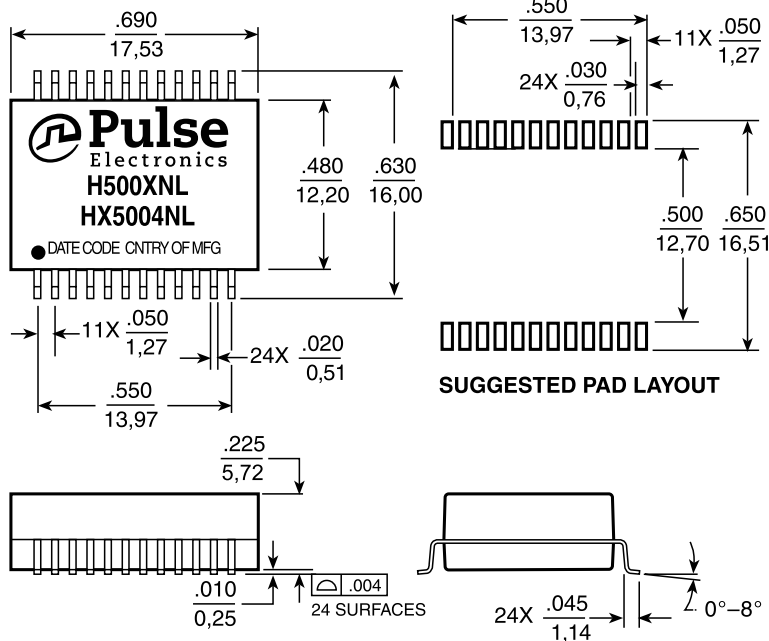 .690
17,53
Pulse
Electronics
H500XNL
HX5004NL
DATE CODE CNTRY OF MFG
.480
12,20
.630
16,00
11X .050
1,27
24X .020
0,51
.550
13,97
.550
13,97
11X .050
1,27
24X .030
0,76
.500
12,70
.650
16,51
SUGGESTED PAD LAYOUT
.225
5,72
.010
0,25
.004
24 SURFACES
24X .045
1,14
0°–8°